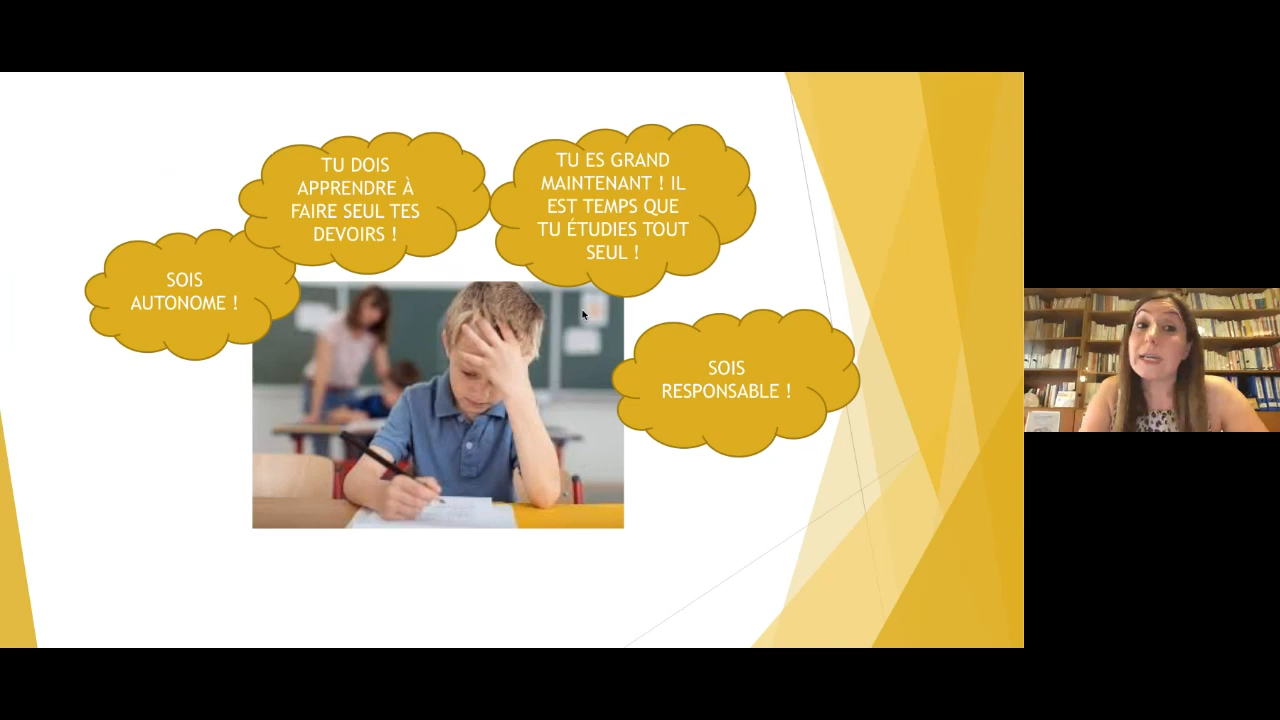 TU DOIS
APPRENDRE À
FAIRE SEUL TES
DEVOIRS !
TU ES GRAND
MAINTENANT ! IL
EST TEMPS QUE
TU ÉTUDIES TOUT
SEUL !
SOIS
AUTONOME !
SOIS
RESPONSABLE !